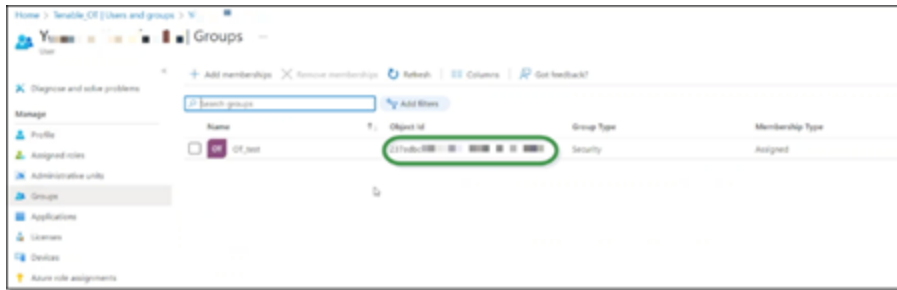 Home > Tenable_OT | Users and groups > Y
Y | Groups
User
Add memberships Remove memberships Refresh Columns Got feedback?
Diagnose and solve problems
Search groups Add filters
Manage
Name Object Id Group Type Membership Type
Profile
OT OT_test Security Assigned
Assigned roles
Administrative units
Groups
Applications
Licenses
Devices
Azure role assignments